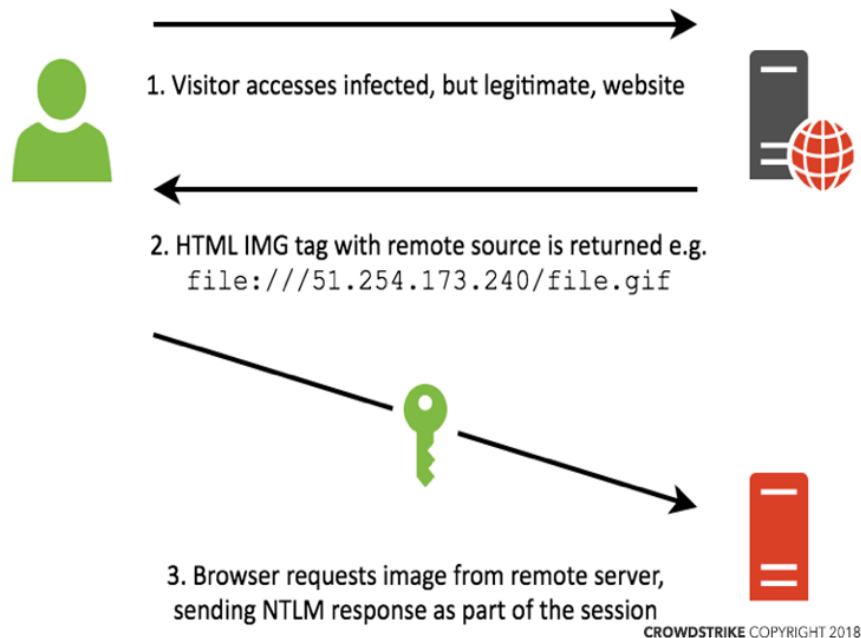 1. Visitor accesses infected, but legitimate, website
2. HTML IMG tag with remote source is returned e.g.
file:///51.254.173.240/file.gif
3. Browser requests image from remote server,
sending NTLM response as part of the session
CROWDSTRIKE COPYRIGHT 2018